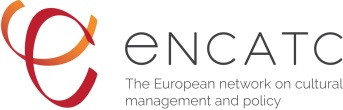 encatc
The European network on cultural
management and policy